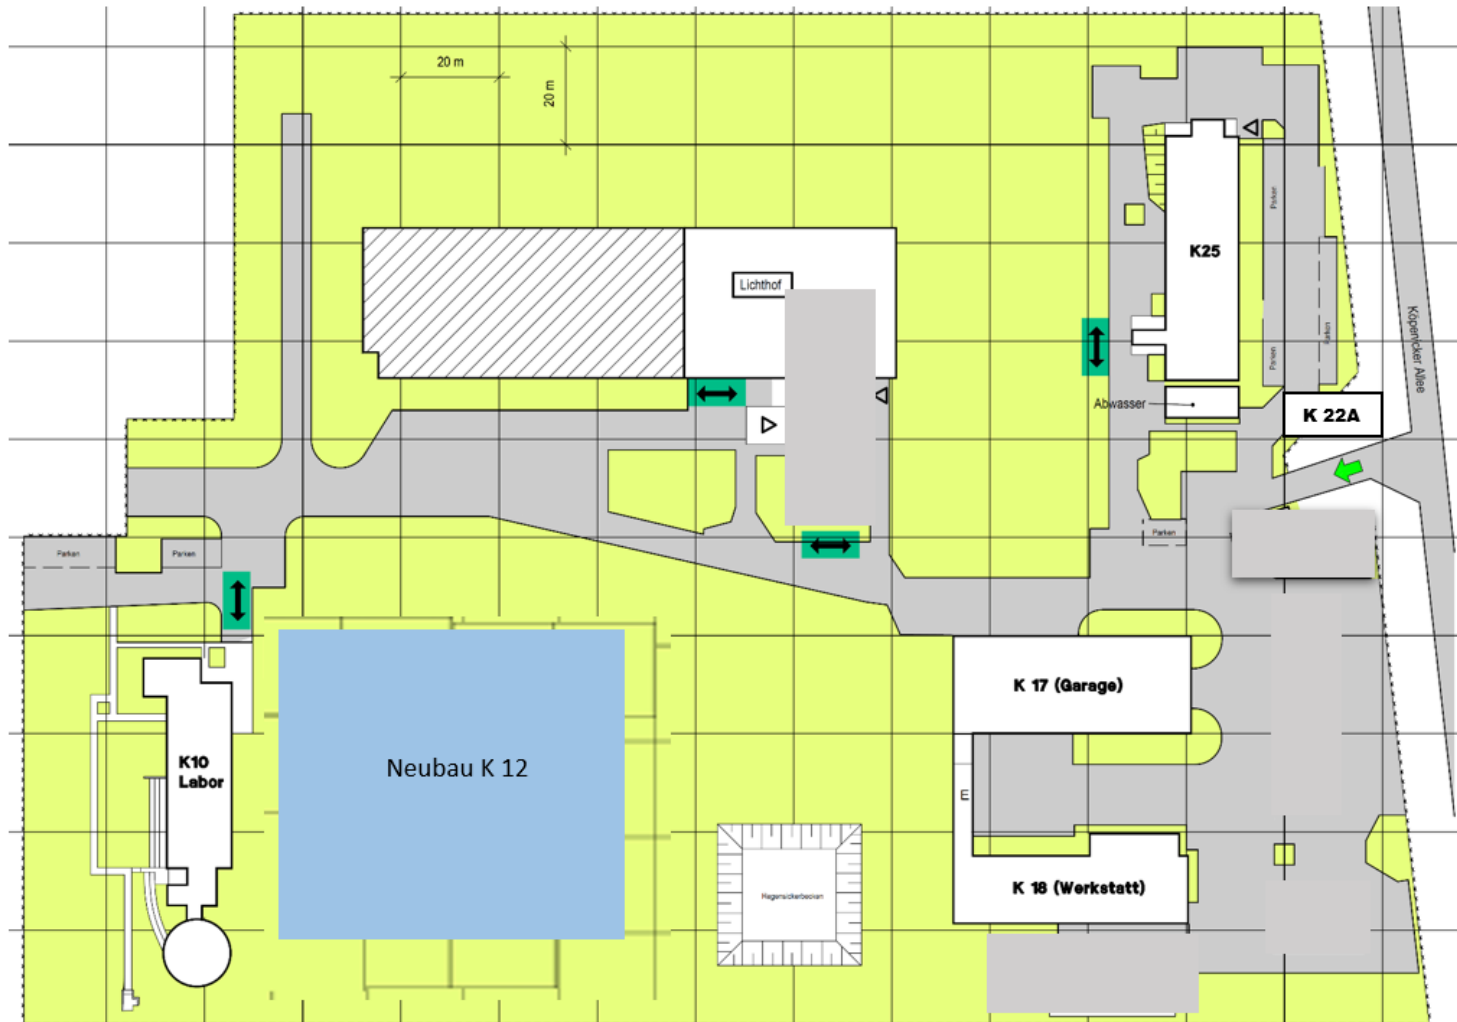 20 m
20 m
Parken
K25
Lichthof
Köpenicker Allee
Parken
Parken
Abwasser
K 22A
Parken
Parken
Parken
K 17 (Garage)
K10
Labor
Neubau K 12
E
K 18 (Werkstatt)
Regensickerbecken